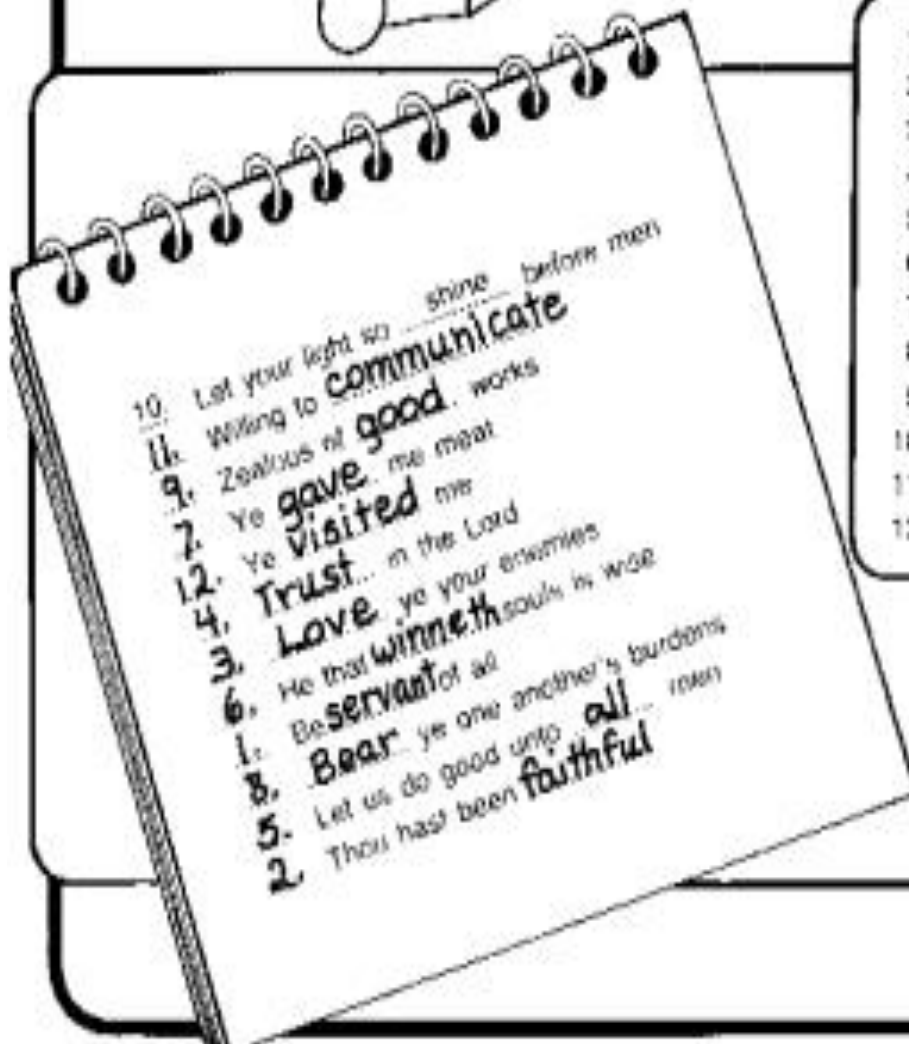 10. Let your light so shine before men
11. Willing to communicate
9. Zealous of good works
7. Ye gave me meat
12. Ye visited me
4. Trust in the Lord
3. Love ye your enemies
6. He that winneth souls is wise
1. Be servant of all
8. Bear ye one another's burdens
5. Let us do good unto all men
2. Thou hast been faithful